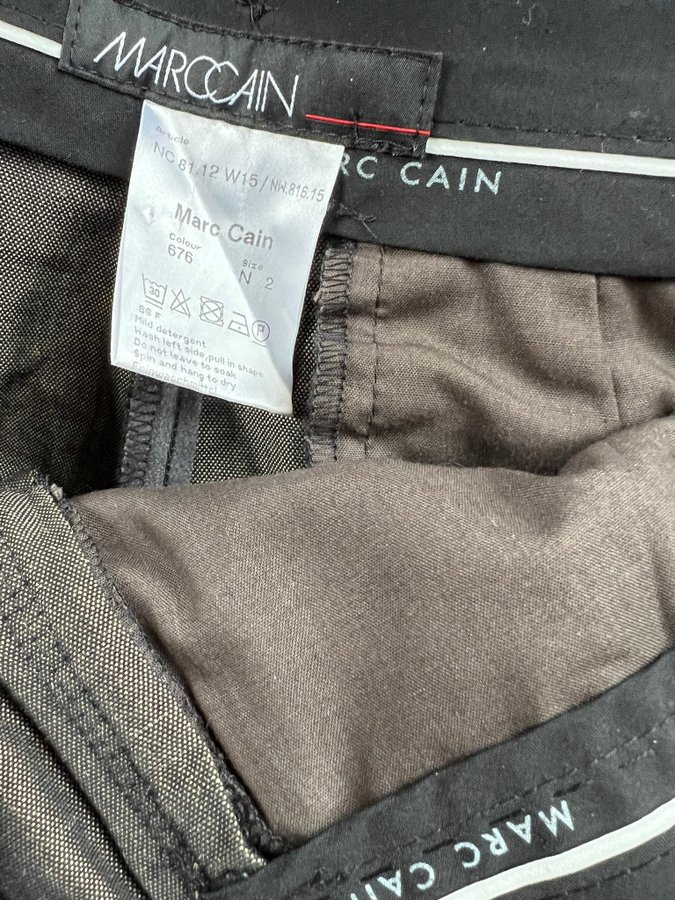 MARCCAIN
RC CAIN
Article
NC 81.12 W15 / NW.816.15
Marc Cain
Colour Size
676 N 2
30 P
86 F
Mild detergent
Wash left side,pull in shape
Do not leave to soak
Spin and hang to dry
Feinwaschmittel
MARC CAIN